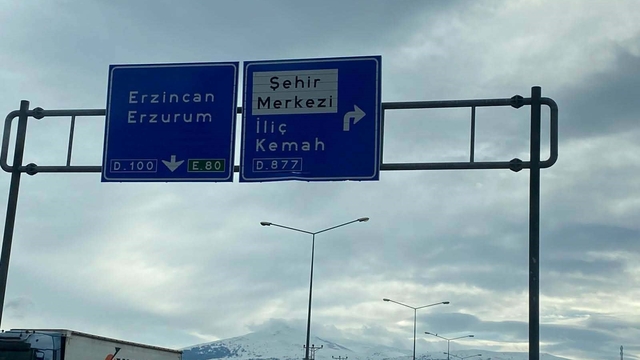 Erzincan
Erzurum
D.100 E.80
Şehir
Merkezi
İliç
Kemah
D.877